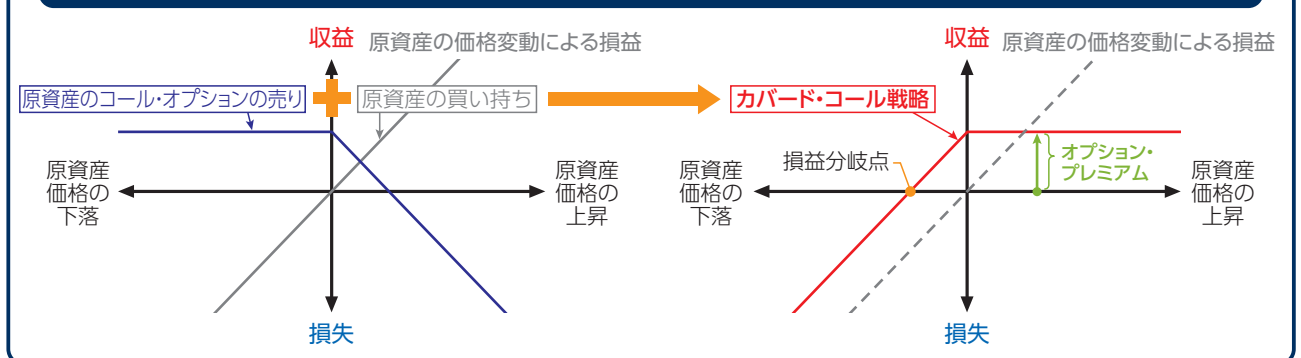 収益
原資産の価格変動による損益
原資産のコール・オプションの売り
原資産の買い持ち
原資産
価格の
下落
原資産
価格の
上昇
損失
収益
原資産の価格変動による損益
カバード・コール戦略
損益分岐点
オプション・
プレミアム
原資産
価格の
下落
原資産
価格の
上昇
損失